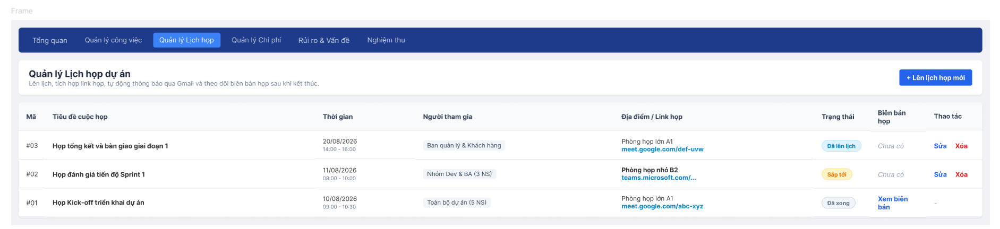 Frame
Tổng quan
Quản lý công việc
Quản lý Lịch họp
Quản lý Chi phí
Rủi ro & Vấn đề
Nghiệm thu
Quản lý Lịch họp dự án
Lên lịch, tích hợp link họp, tự động thông báo qua Gmail và theo dõi biên bản họp sau khi kết thúc.
+ Lên lịch họp mới
Mã
Tiêu đề cuộc họp
Thời gian
Người tham gia
Địa điểm / Link họp
Trạng thái
Biên bản
họp
Thao tác
#03
Họp tổng kết và bàn giao giai đoạn 1
20/08/2026
14:00 - 16:00
Ban quản lý & Khách hàng
Phòng họp lớn A1
meet.google.com/def-uvw
Đã lên lịch
Chưa có
Sửa
Xóa
#02
Họp đánh giá tiến độ Sprint 1
11/08/2026
09:00 - 10:00
Nhóm Dev & BA (3 NS)
Phòng họp nhỏ B2
teams.microsoft.com/...
Sắp tới
Chưa có
Sửa
Xóa
#01
Họp Kick-off triển khai dự án
10/08/2026
09:00 - 10:30
Toàn bộ dự án (5 NS)
Phòng họp lớn A1
meet.google.com/abc-xyz
Đã xong
Xem biên
bản
-